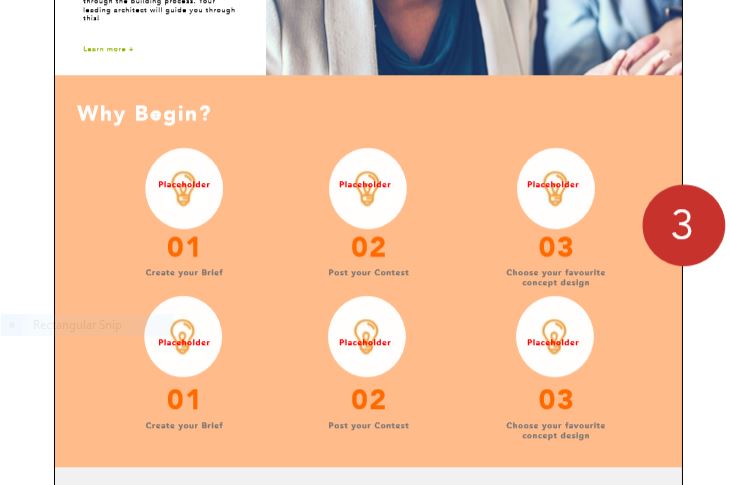 through the building process. Your
leading architect will guide you through
this!
Learn more +
Why Begin?
Placeholder Placeholder Placeholder
01 02 03
Create your Brief Post your Contest Choose your favourite
concept design
3
Rectangular Snip
Placeholder Placeholder Placeholder
01 02 03
Create your Brief Post your Contest Choose your favourite
concept design